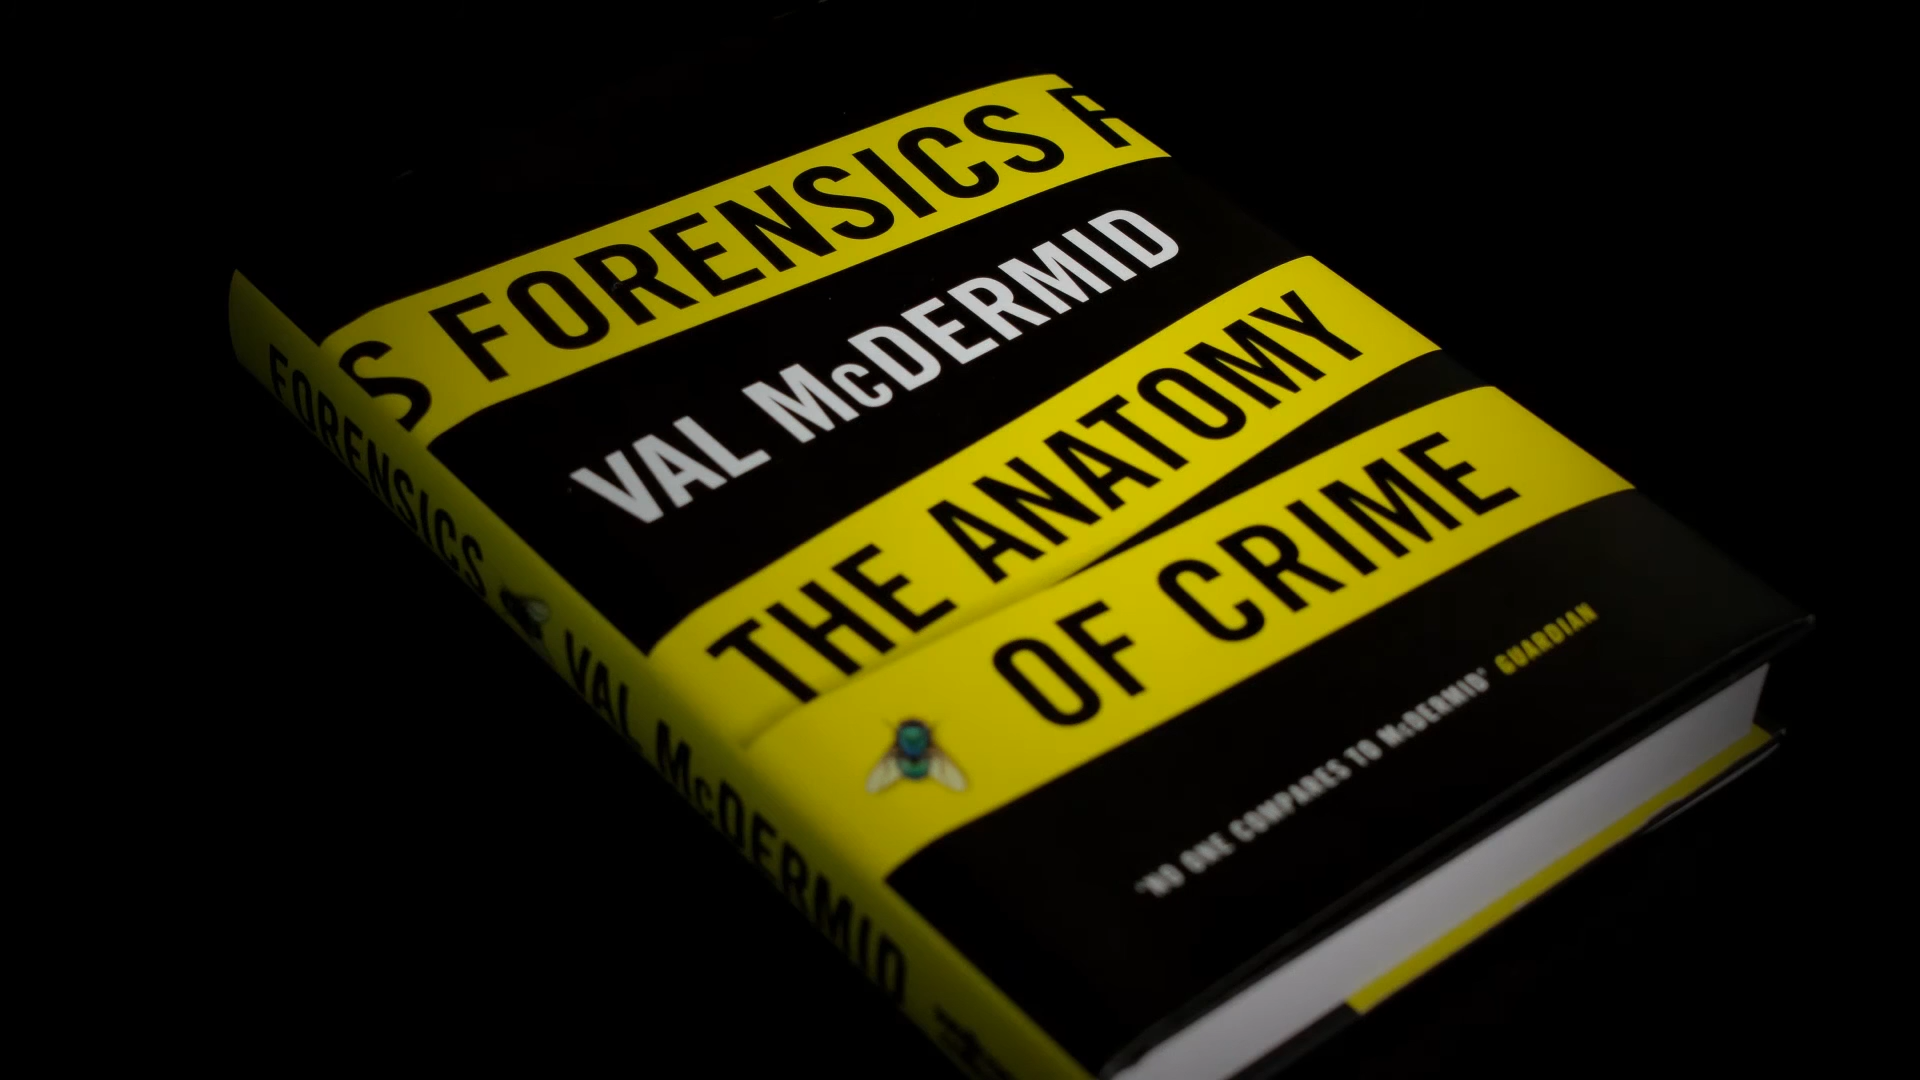 S FORENSICS F
VAL McDERMID
THE ANATOMY
OF CRIME
'NO ONE COMPARES TO McDERMID' GUARDIAN
FORENSICS VAL McDERMID